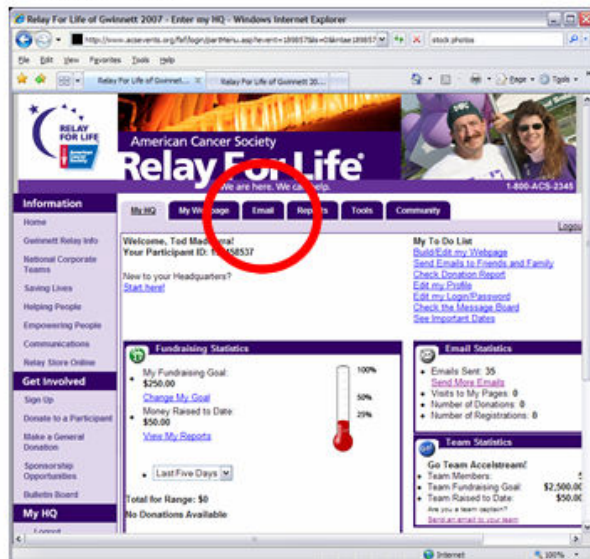 Relay For Life of Gwinnett 2007 - Enter my HQ - Windows Internet Explorer
stock photos
File Edit View Favorites Tools Help
Relay For Life of Gwinnet... Relay For Life of Gwinnett 20...
Page Tools
RELAY
FOR LIFE
American
Cancer
Society
American Cancer Society
Relay For Life
We are here. We can help.
1-800-ACS-2345
My HQ My Webpage Email Reports Tools Community
Logout
Information
Home
Gwinnett Relay Info
National Corporate
Teams
Saving Lives
Helping People
Empowering People
Communications
Relay Store Online
Get Involved
Sign Up
Donate to a Participant
Make a General
Donation
Sponsorship
Opportunities
Bulletin Board
My HQ
Logout
Welcome, Tod
Your Participant ID:
New to your Headquarters?
Start here!
My To Do List
Build/Edit my Webpage
Send Emails to Friends and Family
Check Donation Report
Edit my Profile
Edit my Login/Password
Check the Message Board
See Important Dates
Fundraising Statistics
My Fundraising Goal:
$250.00
Change My Goal
Money Raised to Date:
$50.00
View My Reports
100%
50%
25%
Last Five Days
Total for Range: $0
No Donations Available
Email Statistics
Emails Sent: 35
Send More Emails
Visits to My Pages: 0
Number of Donations: 0
Number of Registrations: 0
Team Statistics
Go Team Accelstream!
Team Members: 5
Team Fundraising Goal: $2,500.0
Team Raised to Date: $50.0
Are you a team captain?
Send an email to your team
Internet 100%